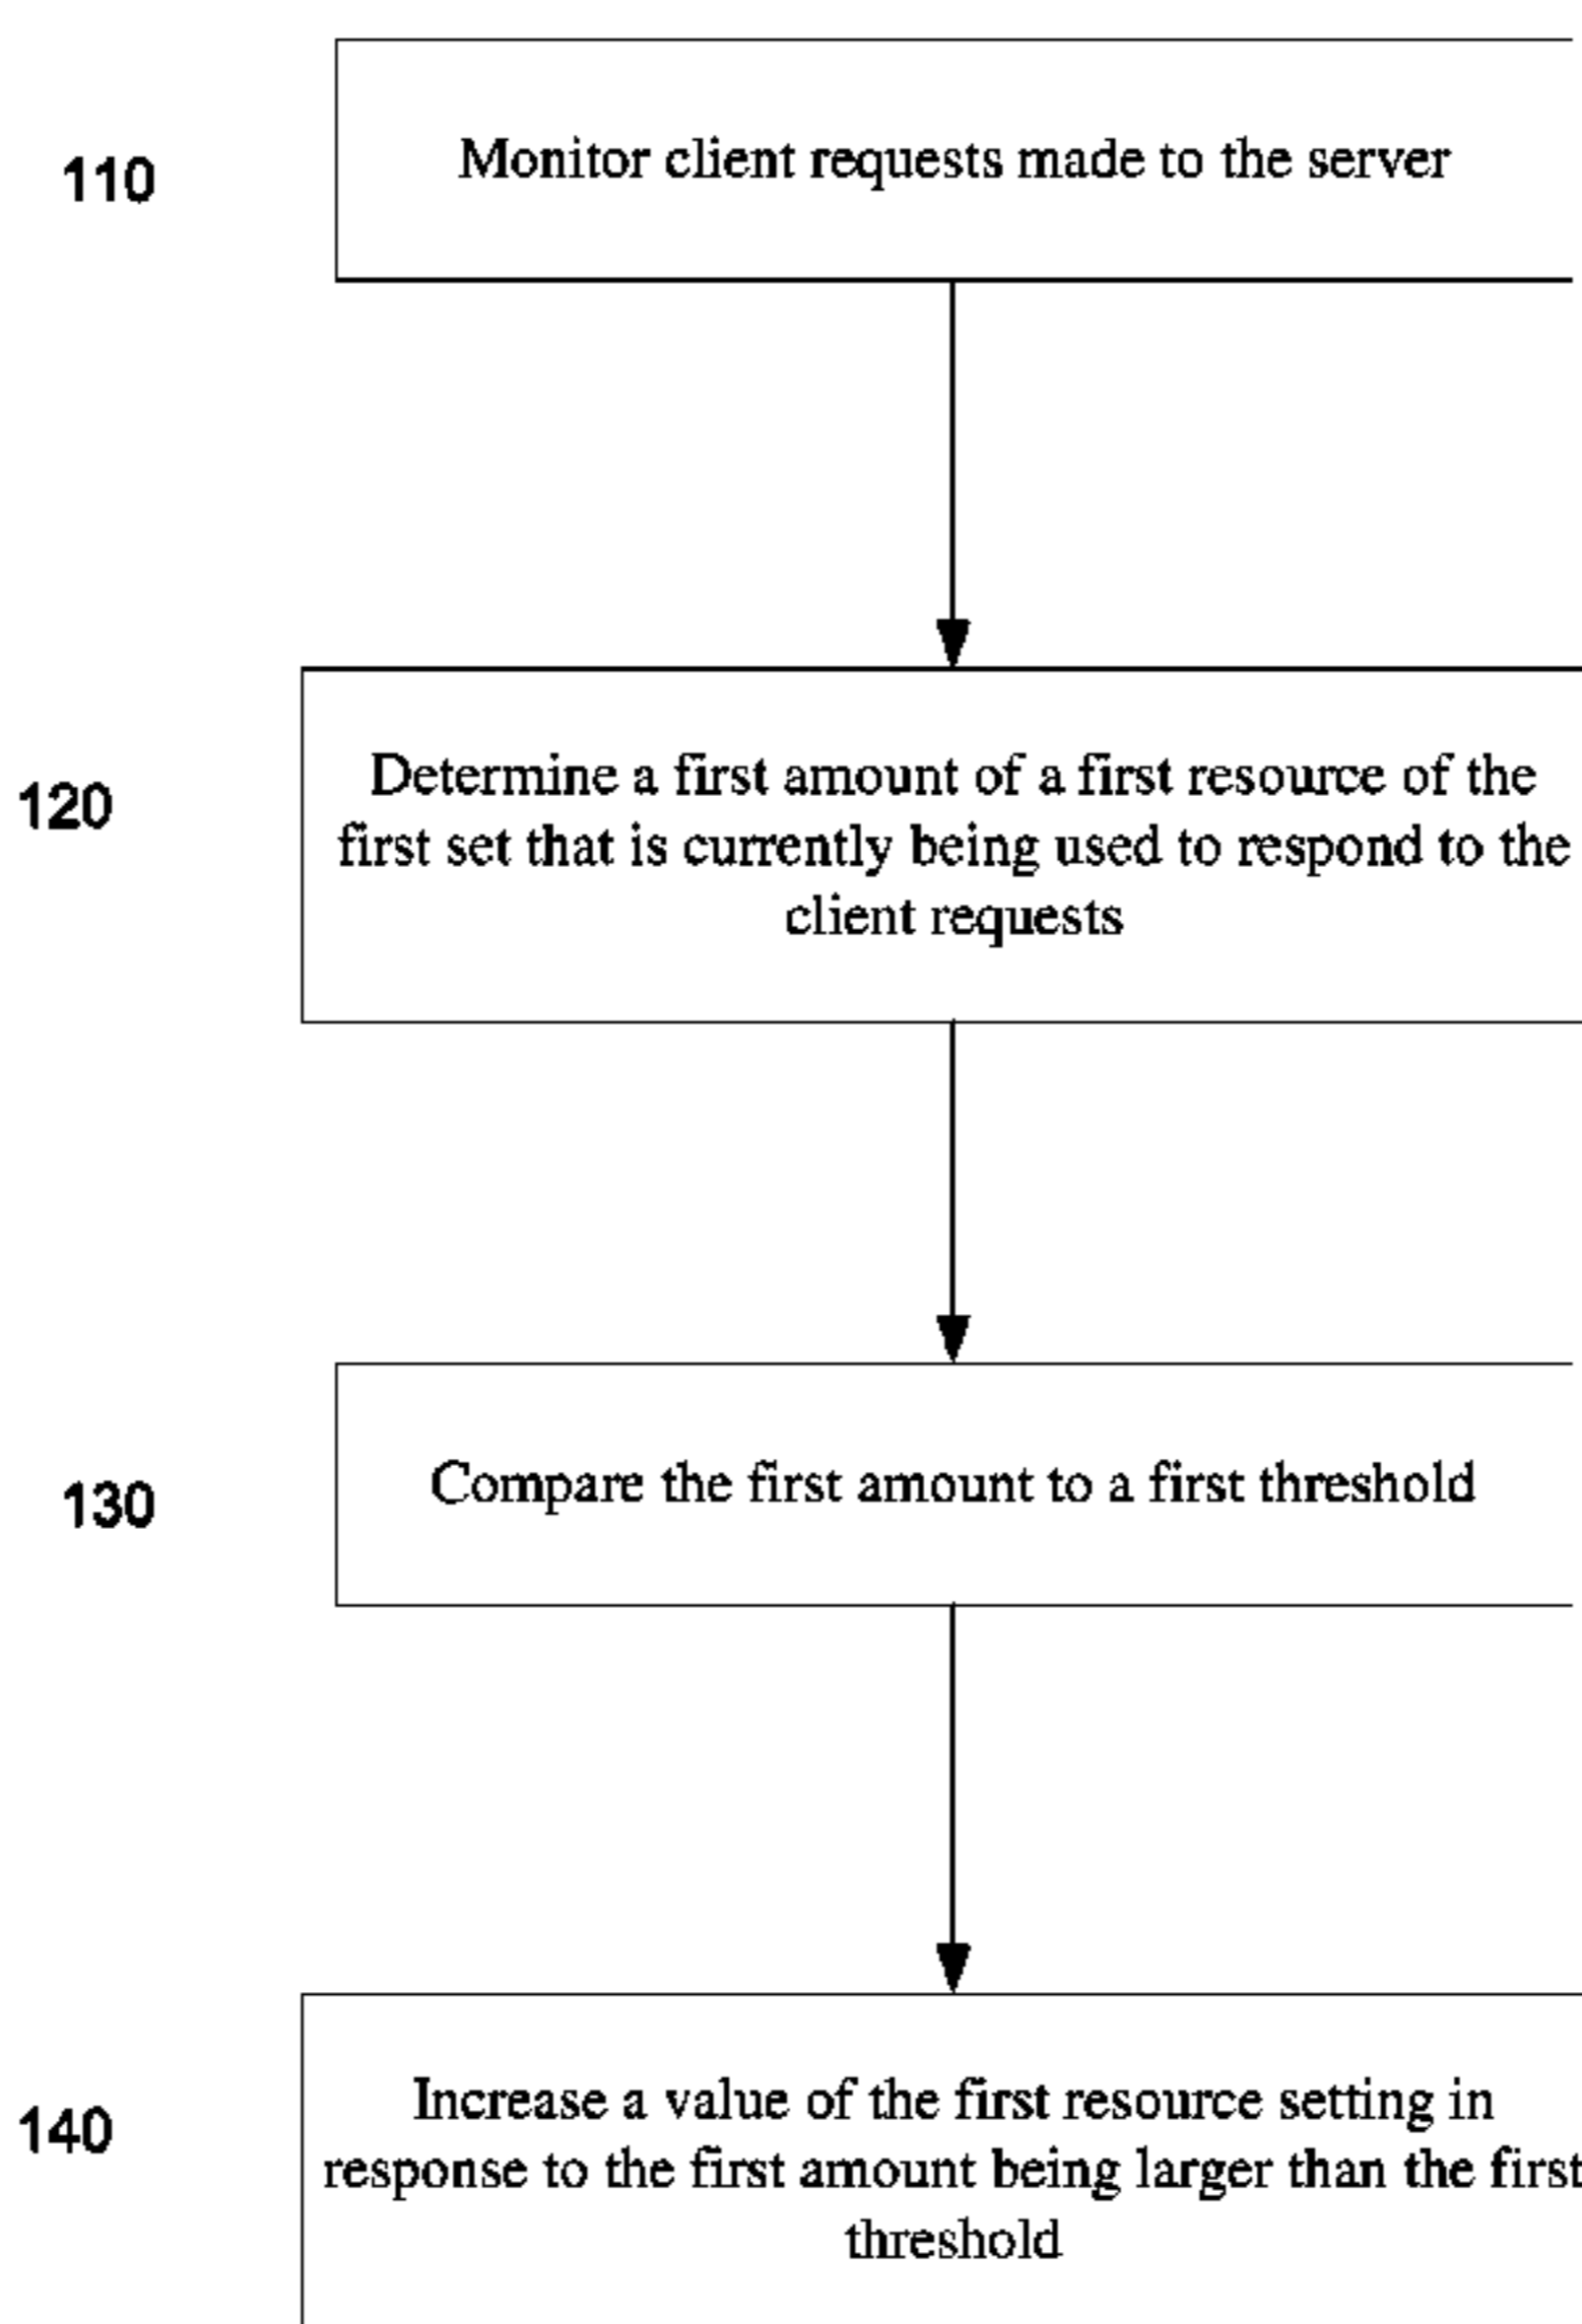 110
Monitor client requests made to the server
120
Determine a first amount of a first resource of the
first set that is currently being used to respond to the
client requests
130
Compare the first amount to a first threshold
140
Increase a value of the first resource setting in
response to the first amount being larger than the first
threshold